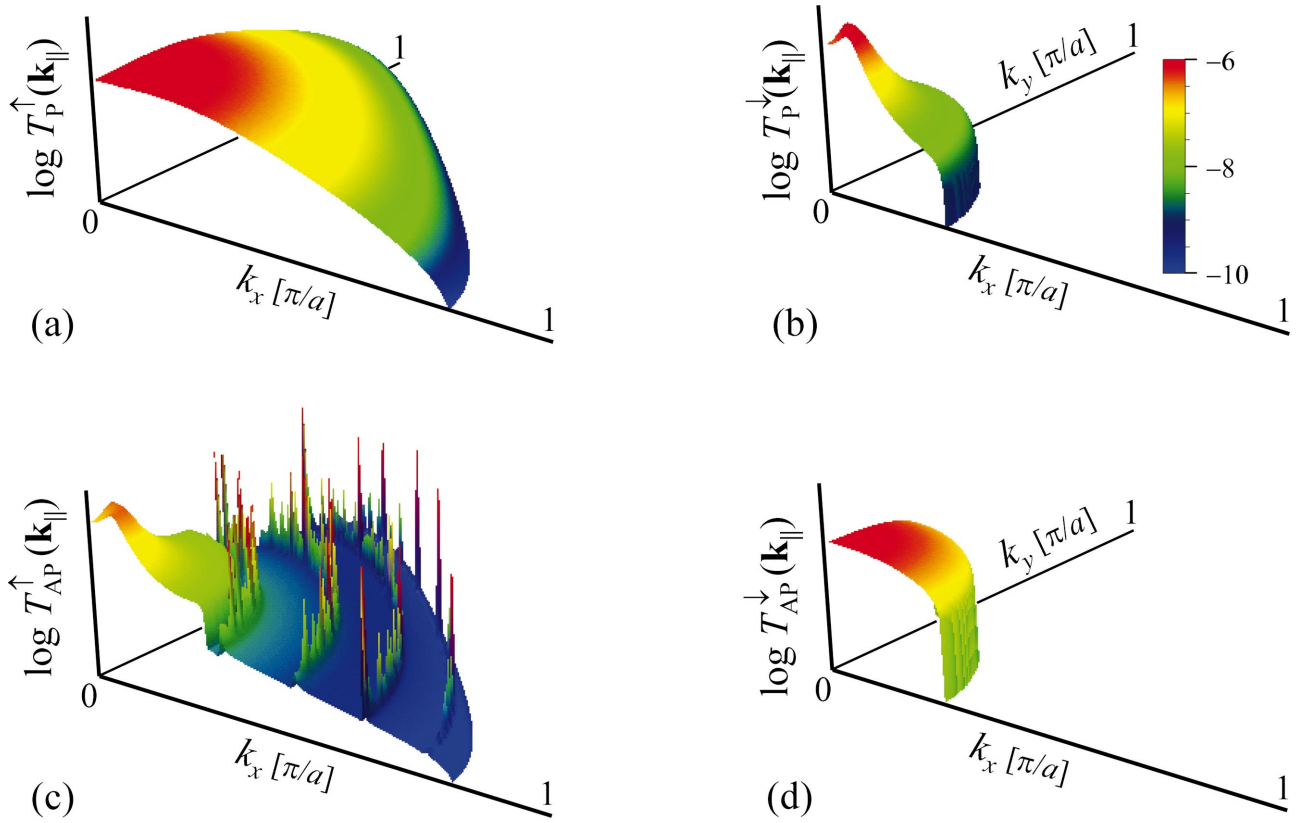 log T_P^↑(k_∥)
1
0
k_x [π/a]
1
(a)
log T_P^↓(k_∥)
k_y [π/a]
1
−6
−8
−10
0
k_x [π/a]
1
(b)
log T_AP^↑(k_∥)
0
k_x [π/a]
1
(c)
log T_AP^↓(k_∥)
k_y [π/a]
1
0
k_x [π/a]
1
(d)